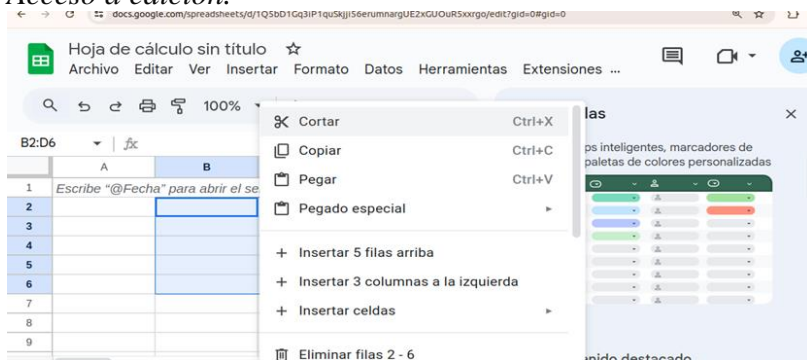 Acceso a edición.
docs.google.com/spreadsheets/d/1Q5bD1Gq3iP1quSkjji56erumnargUE2xGUOuR5xxrgo/edit?gid=0#gid=0
Hoja de cálculo sin título
Archivo Editar Ver Insertar Formato Datos Herramientas Extensiones ...
100%
las
B2:D6 fx
ps inteligentes, marcadores de
paletas de colores personalizadas
A B
1 Escribe "@Fecha" para abrir el se
2
3
4
5
6
7
8
9
Cortar Ctrl+X
Copiar Ctrl+C
Pegar Ctrl+V
Pegado especial
+ Insertar 5 filas arriba
+ Insertar 3 columnas a la izquierda
+ Insertar celdas
Eliminar filas 2 - 6
nido destacado